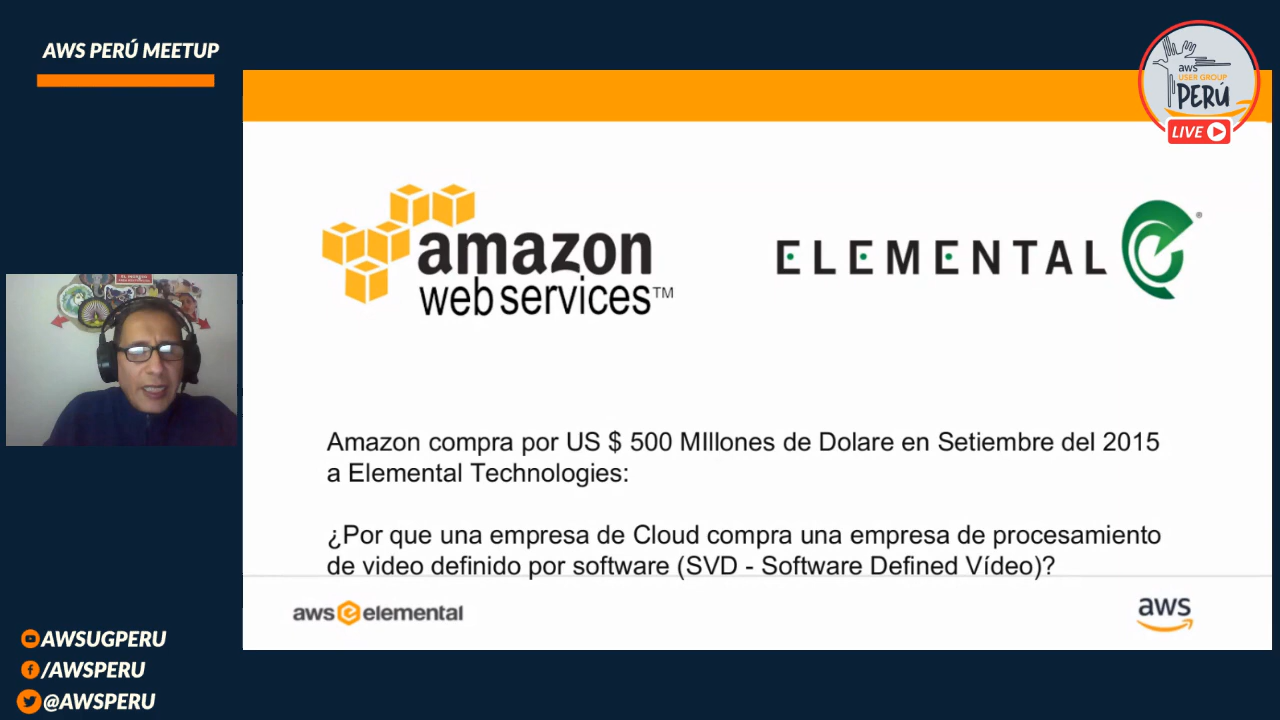 AWS PERÚ MEETUP
aws
USER GROUP
PERÚ
LIVE
amazon
web services™
ELEMENTAL®
Amazon compra por US $ 500 MIllones de Dolare en Setiembre del 2015
a Elemental Technologies:
¿Por que una empresa de Cloud compra una empresa de procesamiento
de video definido por software (SVD - Software Defined Vídeo)?
aws elemental
aws
AWSUGPERU
/AWSPERU
@AWSPERU